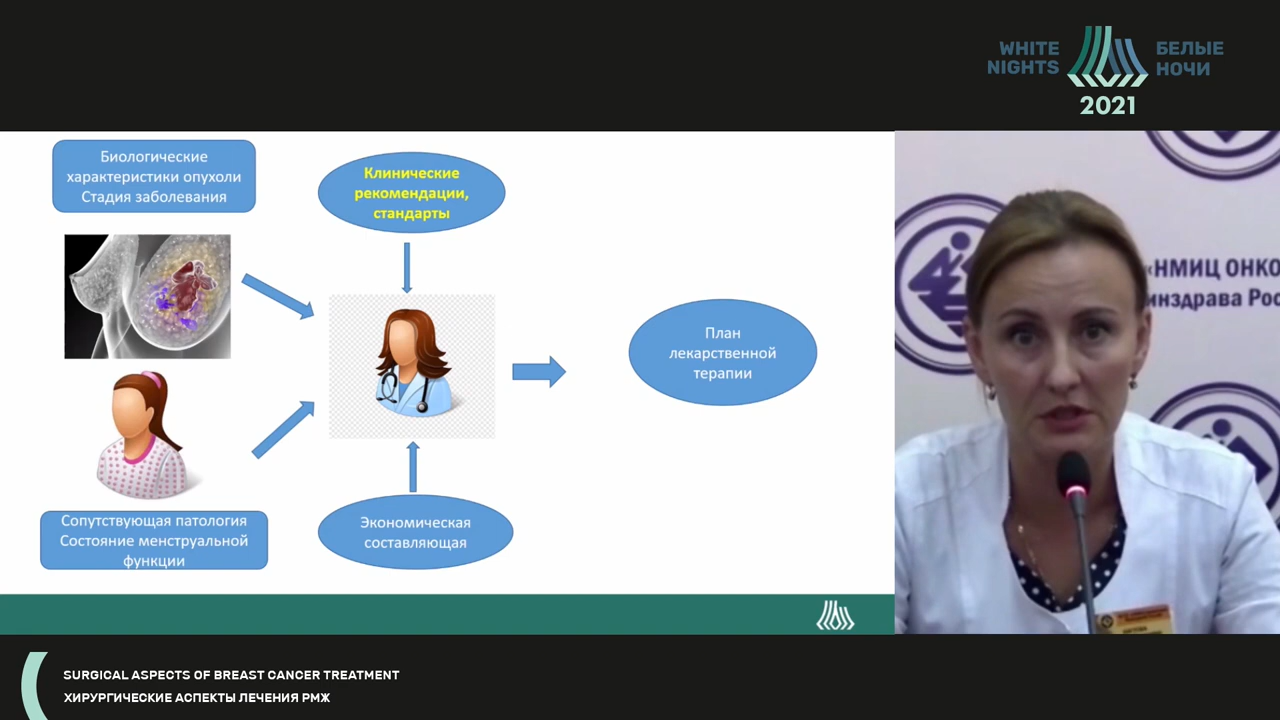 WHITE
NIGHTS
БЕЛЫЕ
НОЧИ
2021
Биологические
характеристики опухоли
Стадия заболевания
Клинические
рекомендации,
стандарты
План
лекарственной
терапии
Сопутствующая патология
Состояние менструальной
функции
Экономическая
составляющая
«НМИЦ ОНКО
инздрава Рос
SURGICAL ASPECTS OF BREAST CANCER TREATMENT
ХИРУРГИЧЕСКИЕ АСПЕКТЫ ЛЕЧЕНИЯ РМЖ